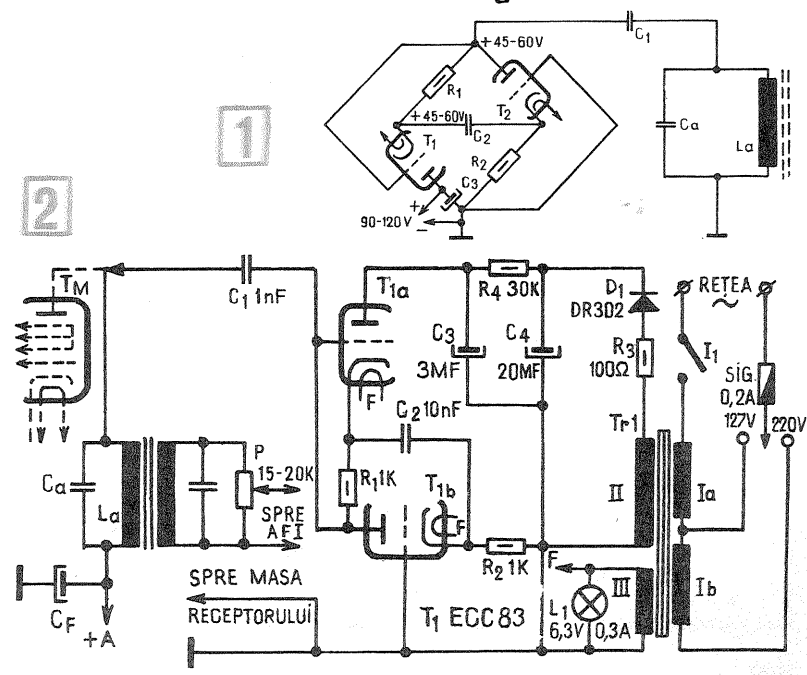 1
+45-60V
C1
R1
+45-60V
T2
T1
C2
R2
C3
Ca
La
+
90-120V
−
2
TM
C1 1nF
T1a
R4 30K
D1
DR3D2
REȚEA
~
C3
3MF
C4
20MF
R3
100Ω
I1
SIG.
0,2A
127V
220V
F
C2 10nF
Tr1
P
15-20K
SPRE
AFI
R1 1K
T1b
F
Ca
La
II
Ia
R2 1K
F
III
Ib
L1
6,3V 0,3A
CF
+A
SPRE MASA
RECEPTORULUI
T1 ECC83